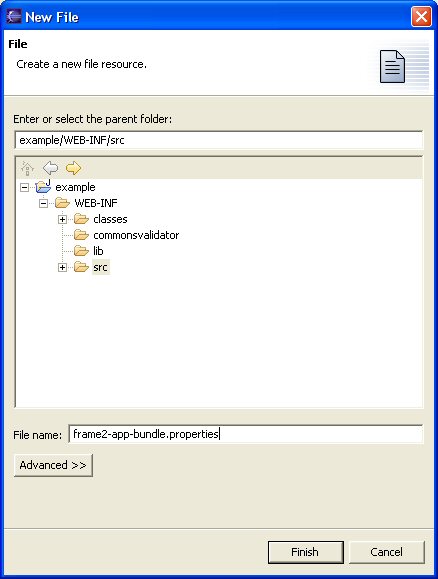 New File
File
Create a new file resource.
Enter or select the parent folder:
example/WEB-INF/src
example
WEB-INF
classes
commonsvalidator
lib
src
File name: frame2-app-bundle.properties
Advanced >>
Finish Cancel